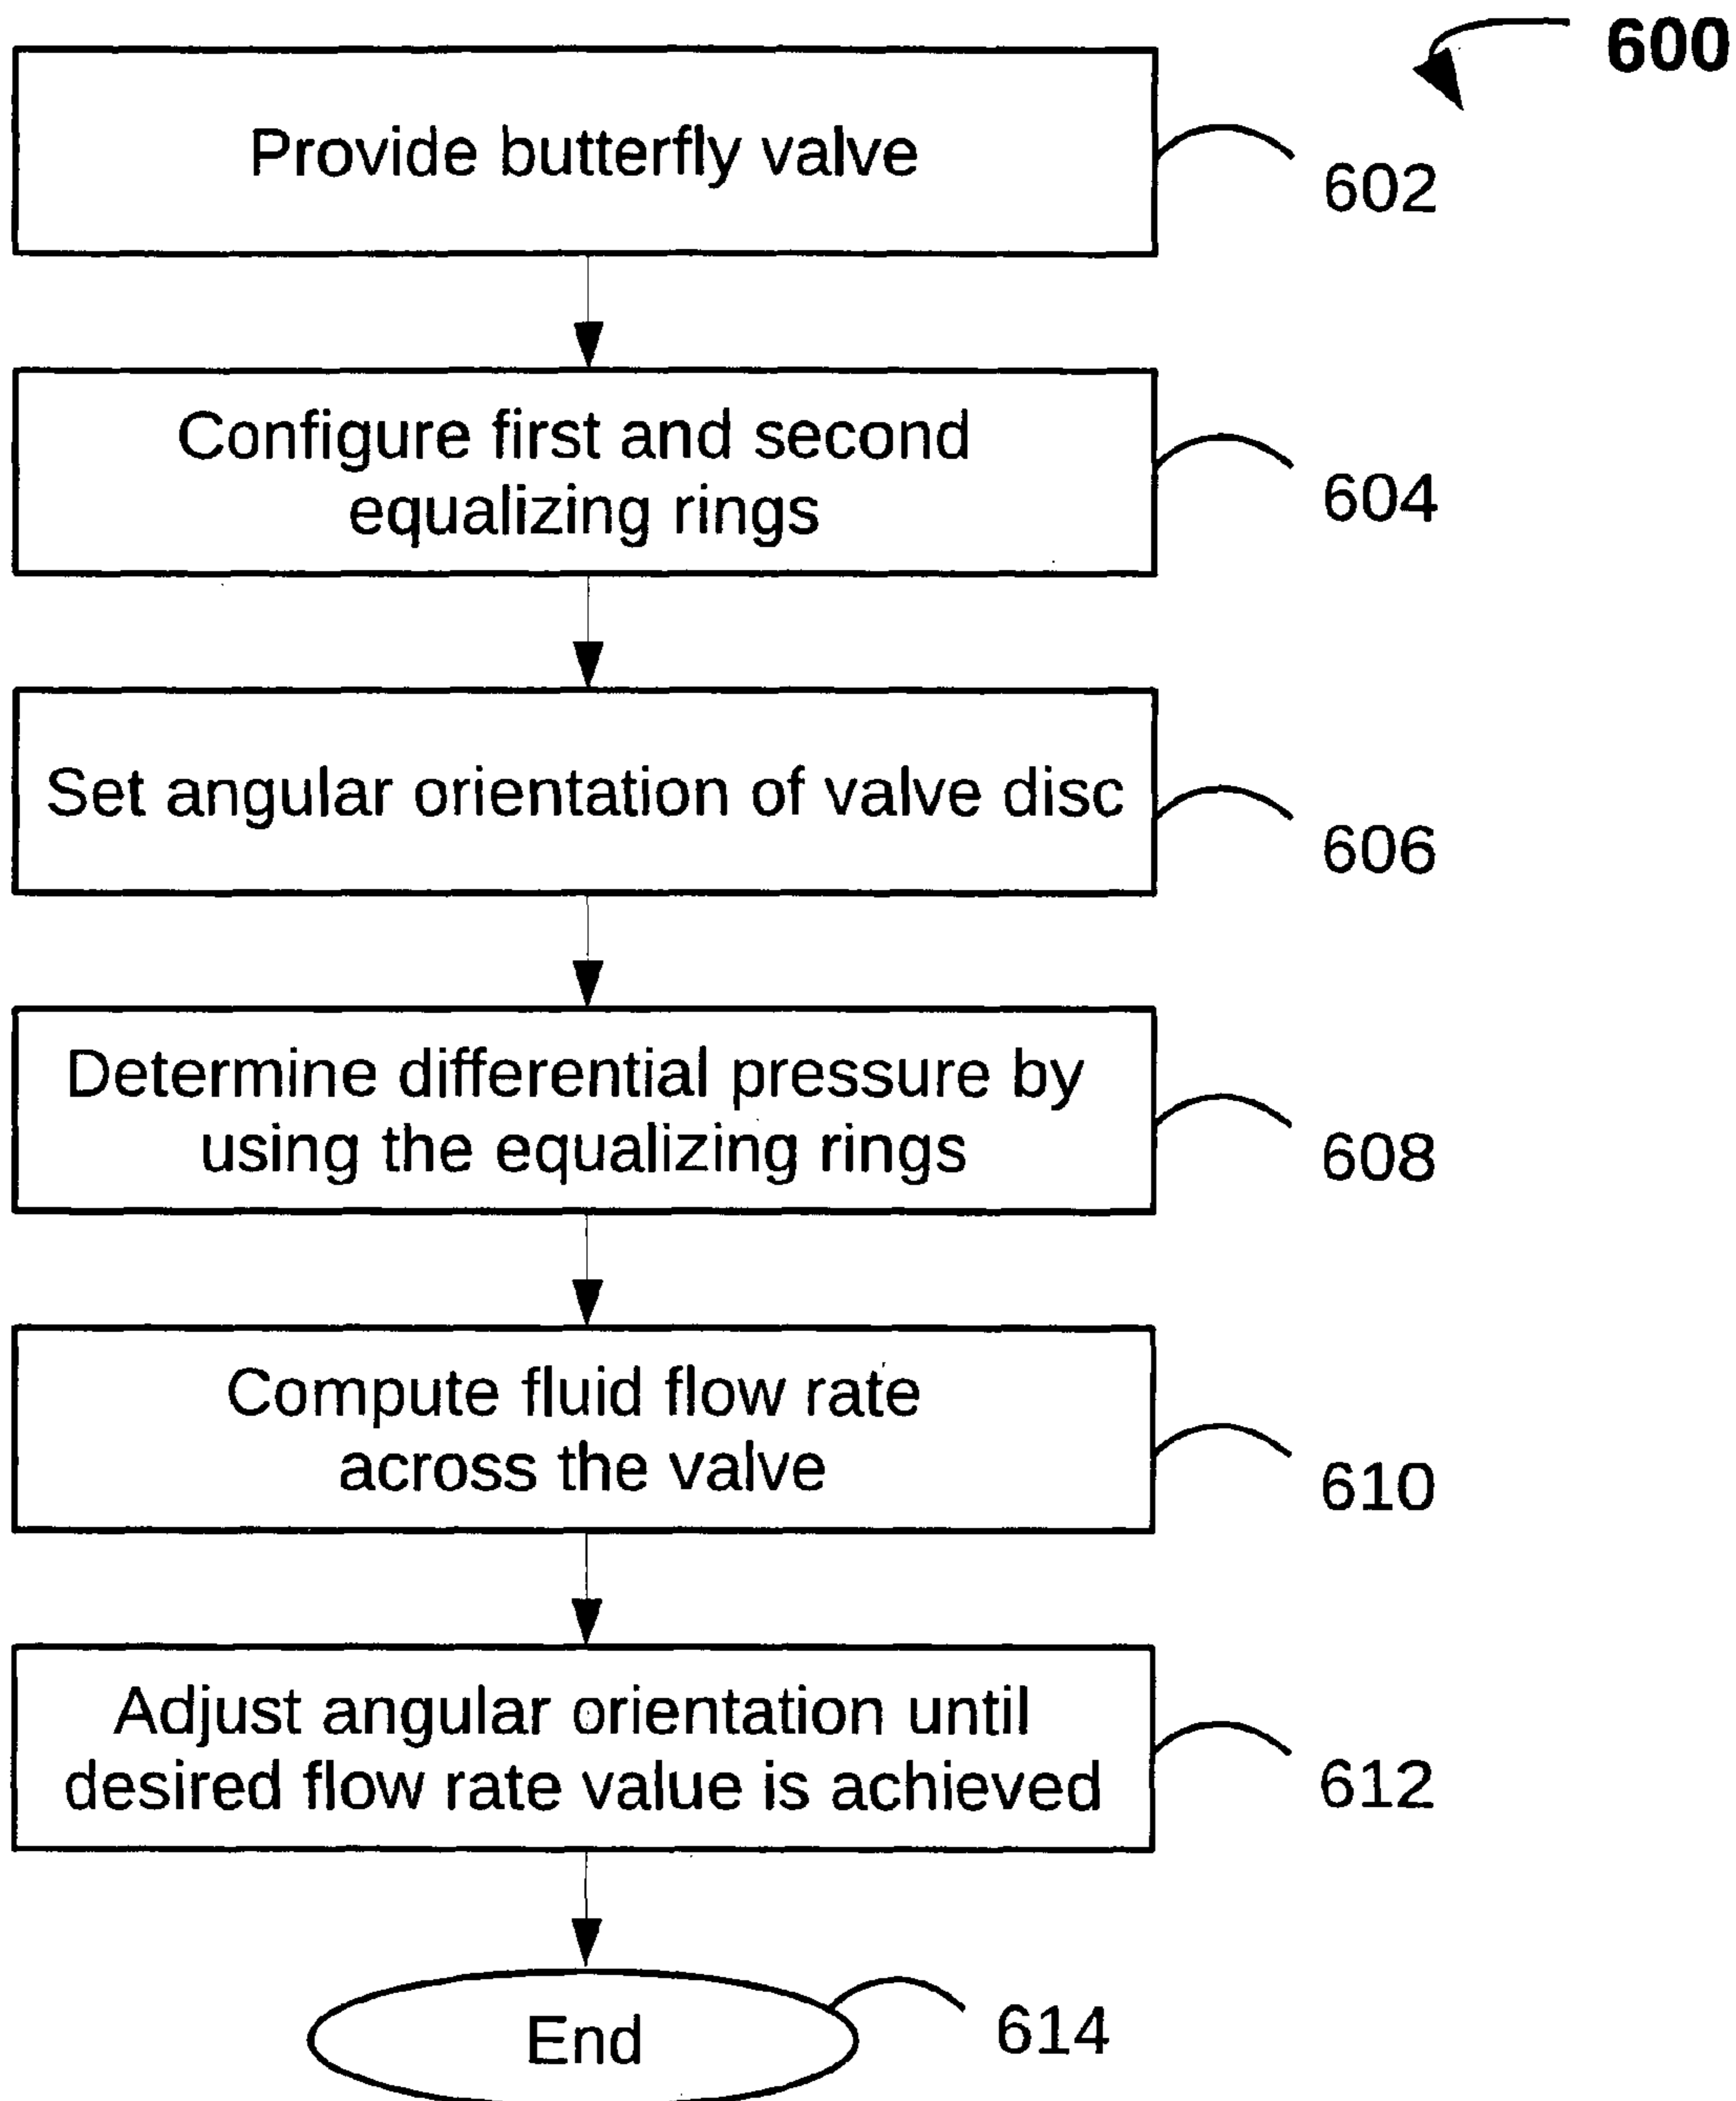 600
Provide butterfly valve
602
Configure first and second
equalizing rings
604
Set angular orientation of valve disc
606
Determine differential pressure by
using the equalizing rings
608
Compute fluid flow rate
across the valve
610
Adjust angular orientation until
desired flow rate value is achieved
612
End
614